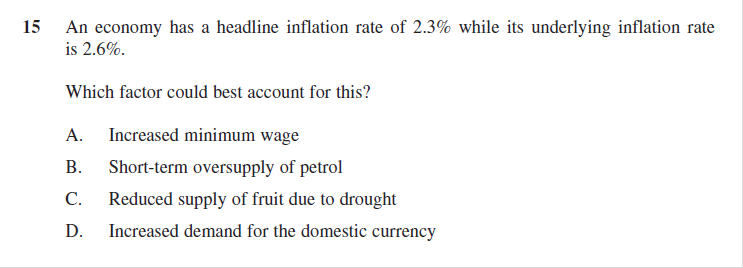 15 An economy has a headline inflation rate of 2.3% while its underlying inflation rate
is 2.6%.
Which factor could best account for this?
A. Increased minimum wage
B. Short-term oversupply of petrol
C. Reduced supply of fruit due to drought
D. Increased demand for the domestic currency